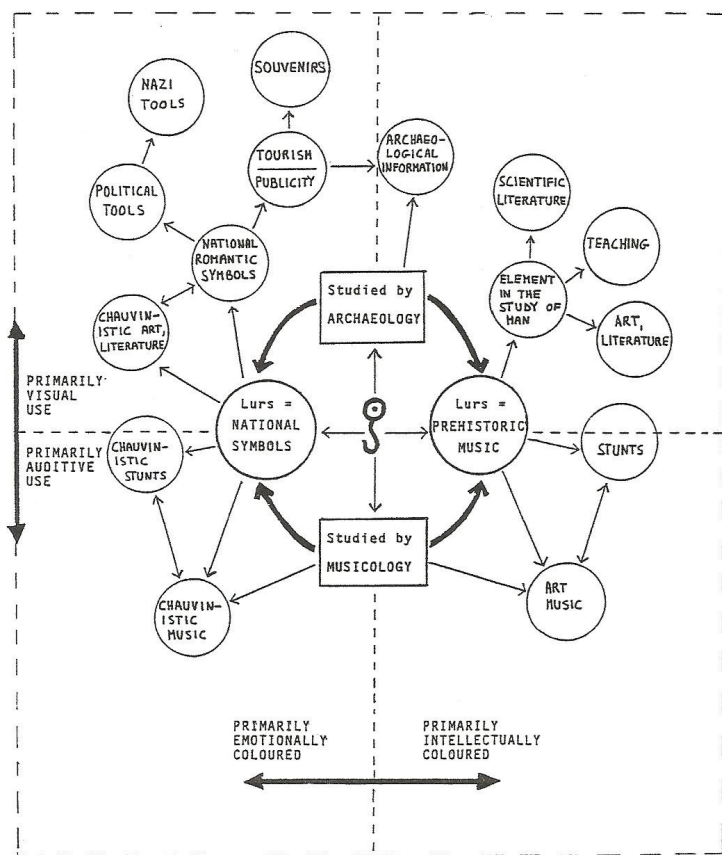 NAZI
TOOLS
SOUVENIRS
POLITICAL
TOOLS
TOURISM
PUBLICITY
ARCHAEO-
LOGICAL
INFORMATION
SCIENTIFIC
LITERATURE
TEACHING
NATIONAL
ROMANTIC
SYMBOLS
ELEMENT
IN THE
STUDY OF
MAN
ART,
LITERATURE
CHAUVIN-
ISTIC ART,
LITERATURE
Studied by
ARCHAEOLOGY
PRIMARILY
VISUAL
USE
Lurs =
NATIONAL
SYMBOLS
Lurs =
PREHISTORIC
MUSIC
PRIMARILY
AUDITIVE
USE
CHAUVIN-
ISTIC
STUNTS
STUNTS
Studied by
MUSICOLOGY
CHAUVIN-
ISTIC
MUSIC
ART
MUSIC
PRIMARILY
EMOTIONALLY
COLOURED
PRIMARILY
INTELLECTUALLY
COLOURED